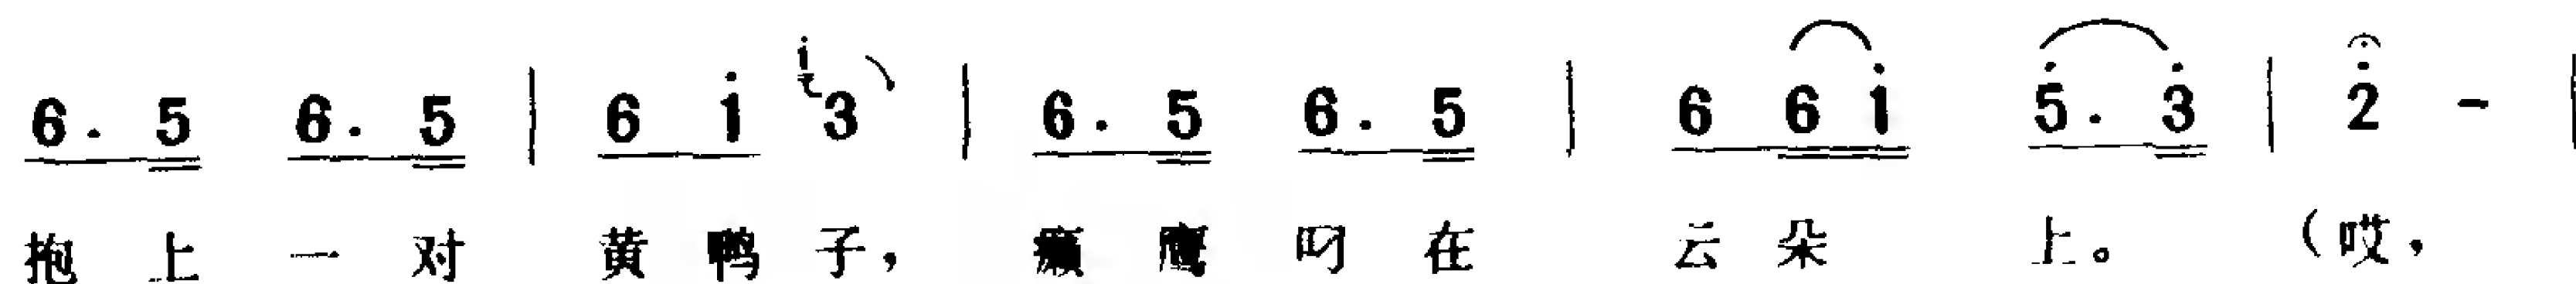 6. 5 6. 5 | 6 i̇ i̇ 3 | 6. 5 6. 5 | 6 6 i̇ 5̇. 3̇ | 2̇ - |
抱上一对黄鸭子，癞鹰叼在云朵上。（哎，